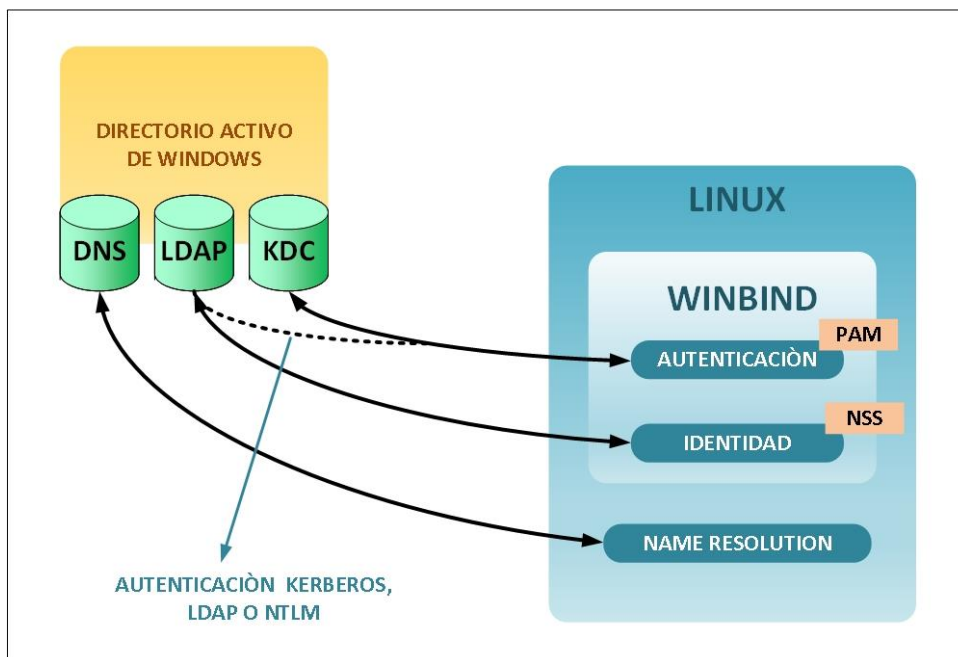 DIRECTORIO ACTIVO
DE WINDOWS
DNS
LDAP
KDC
LINUX
WINBIND
PAM
AUTENTICACIÒN
NSS
IDENTIDAD
NAME RESOLUTION
AUTENTICACIÒN KERBEROS,
LDAP O NTLM